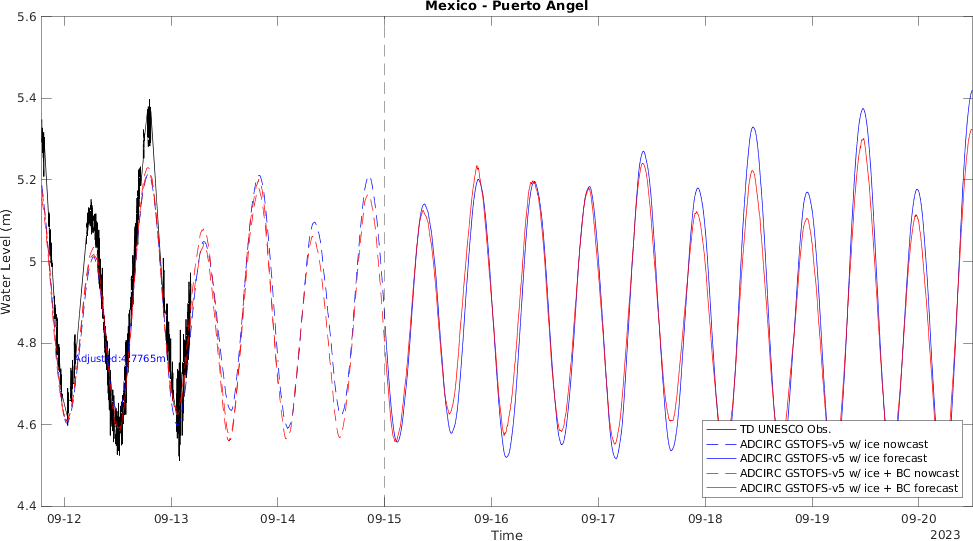 Mexico - Puerto Angel
5.6
5.4
5.2
5
4.8
4.6
4.4
Water Level (m)
Adjusted:4.7765m
TD UNESCO Obs.
ADCIRC GSTOFS-v5 w/ ice nowcast
ADCIRC GSTOFS-v5 w/ ice forecast
ADCIRC GSTOFS-v5 w/ ice + BC nowcast
ADCIRC GSTOFS-v5 w/ ice + BC forecast
09-12 09-13 09-14 09-15 09-16 09-17 09-18 09-19 09-20
Time
2023